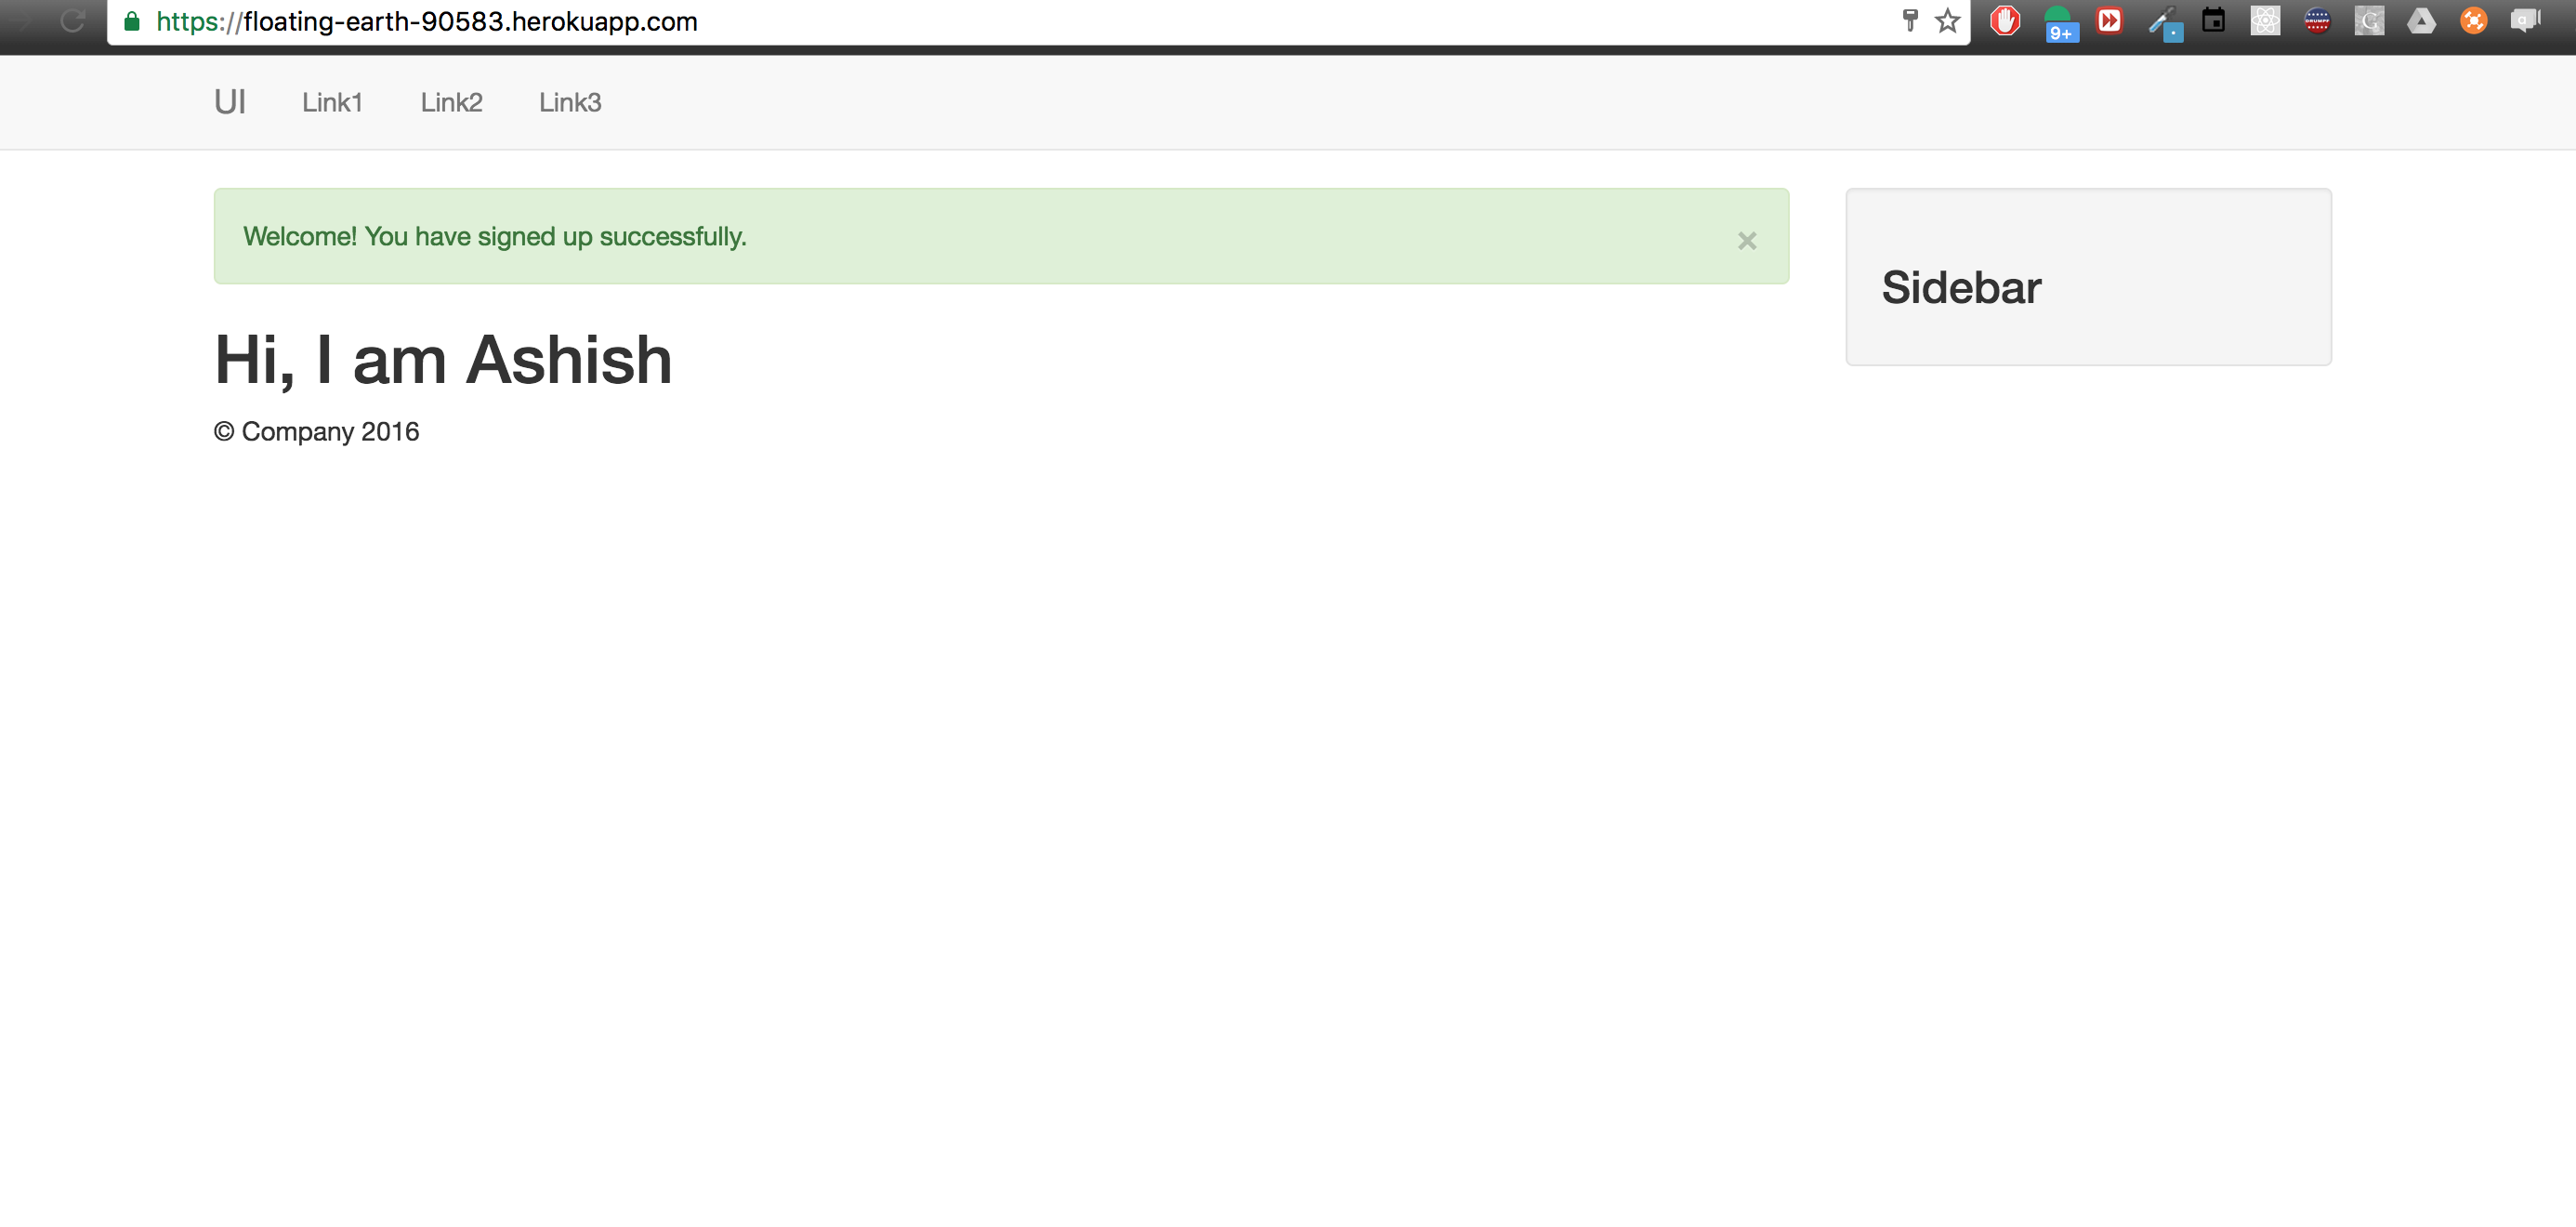 https://floating-earth-90583.herokuapp.com
9+
UI Link1 Link2 Link3
Welcome! You have signed up successfully. ×
Sidebar
Hi, I am Ashish
© Company 2016